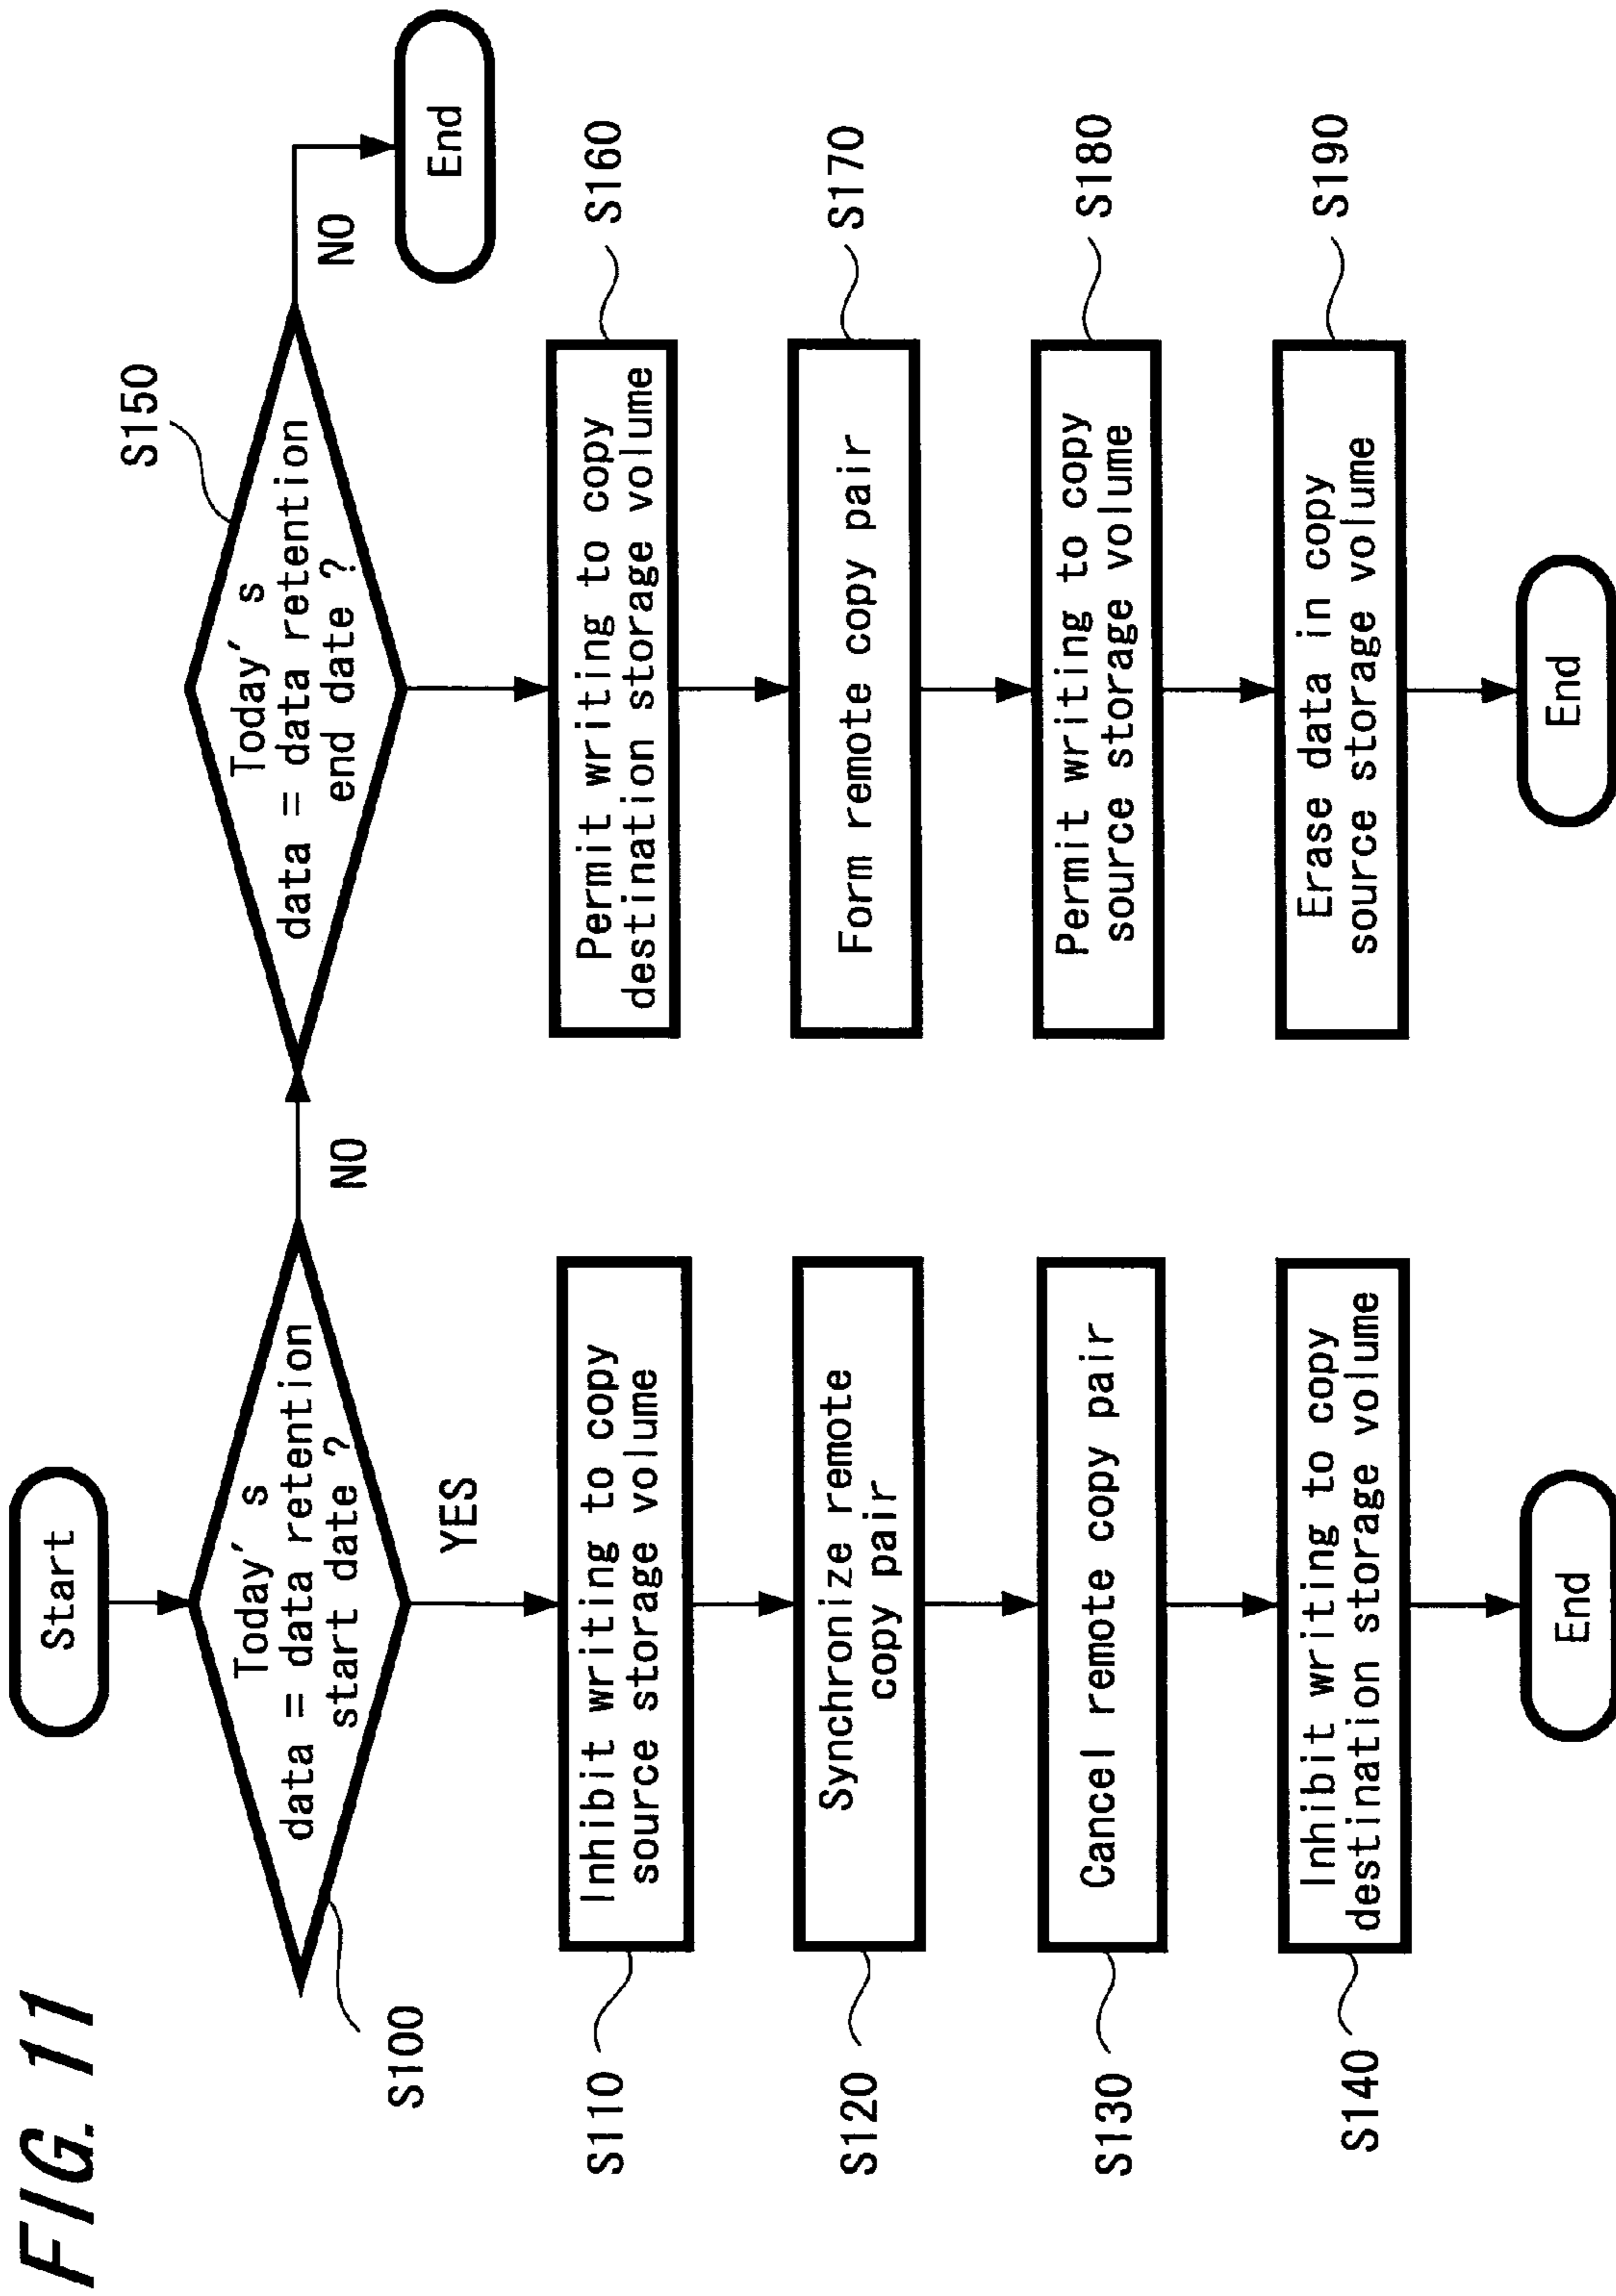 FIG. 11
Start
Today's
data = data retention
start date ?
S100
NO
YES
Inhibit writing to copy
source storage volume
S110
Synchronize remote
copy pair
S120
Cancel remote copy pair
S130
Inhibit writing to copy
destination storage volume
S140
End
Today's
data = data retention
end date ?
S150
NO
End
Permit writing to copy
destination storage volume
S160
Form remote copy pair
S170
Permit writing to copy
source storage volume
S180
Erase data in copy
source storage volume
S190
End